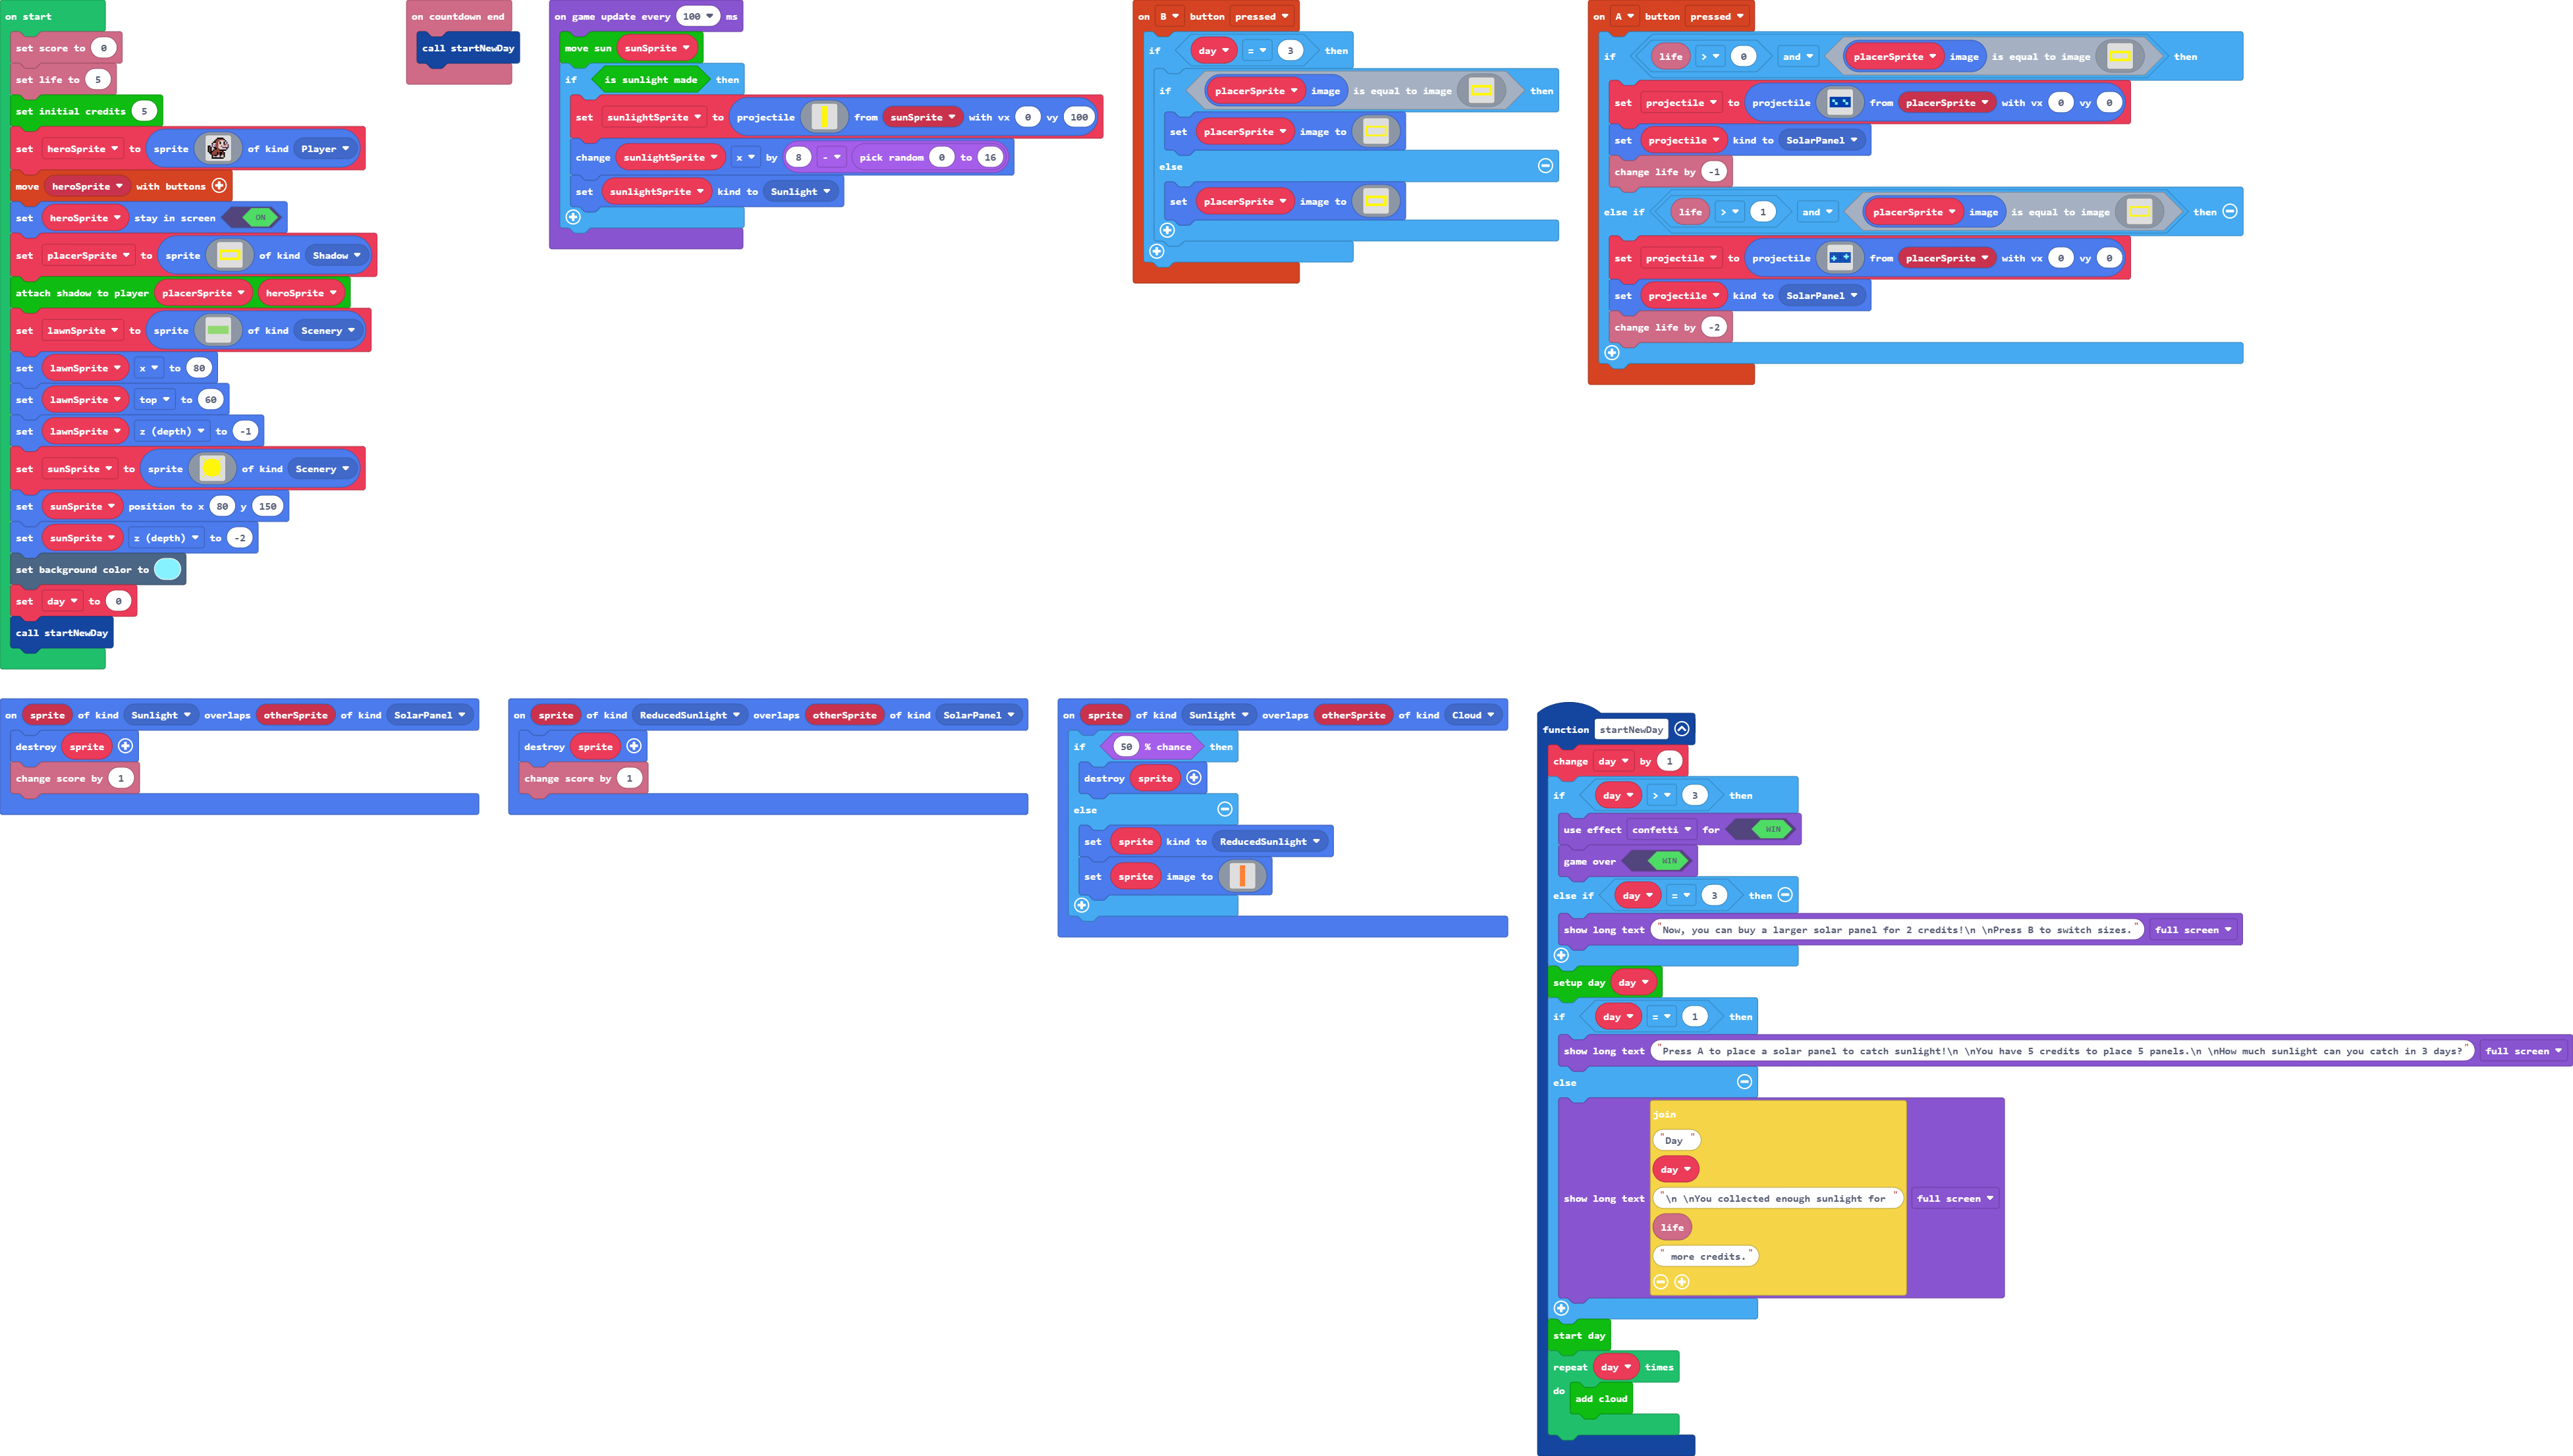 on start
set score to 0
set life to 5
set initial credits 5
set heroSprite to sprite of kind Player
move heroSprite with buttons
set heroSprite stay in screen ON
set placerSprite to sprite of kind Shadow
attach shadow to player placerSprite heroSprite
set lawnSprite to sprite of kind Scenery
set lawnSprite x to 80
set lawnSprite top to 60
set lawnSprite z (depth) to -1
set sunSprite to sprite of kind Scenery
set sunSprite position to x 80 y 150
set sunSprite z (depth) to -2
set background color to
set day to 0
call startNewDay
on countdown end
call startNewDay
on game update every 100 ms
move sun sunSprite
if is sunlight made then
set sunlightSprite to projectile from sunSprite with vx 0 vy 100
change sunlightSprite x by 8 - pick random 0 to 16
set sunlightSprite kind to Sunlight
on B button pressed
if day = 3 then
if placerSprite image is equal to image then
set placerSprite image to
else
set placerSprite image to
on A button pressed
if life > 0 and placerSprite image is equal to image then
set projectile to projectile from placerSprite with vx 0 vy 0
set projectile kind to SolarPanel
change life by -1
else if life > 1 and placerSprite image is equal to image then
set projectile to projectile from placerSprite with vx 0 vy 0
set projectile kind to SolarPanel
change life by -2
on sprite of kind Sunlight overlaps otherSprite of kind SolarPanel
destroy sprite
change score by 1
on sprite of kind ReducedSunlight overlaps otherSprite of kind SolarPanel
destroy sprite
change score by 1
on sprite of kind Sunlight overlaps otherSprite of kind Cloud
if 50 % chance then
destroy sprite
else
set sprite kind to ReducedSunlight
set sprite image to
function startNewDay
change day by 1
if day > 3 then
use effect confetti for WIN
game over WIN
else if day = 3 then
show long text "Now, you can buy a larger solar panel for 2 credits!\n \nPress B to switch sizes." full screen
setup day day
if day = 1 then
show long text "Press A to place a solar panel to catch sunlight!\n \nYou have 5 credits to place 5 panels.\n \nHow much sunlight can you catch in 3 days?" full screen
else
join
"Day "
day
show long text "\n \nYou collected enough sunlight for " full screen
life
" more credits."
start day
repeat day times
do add cloud